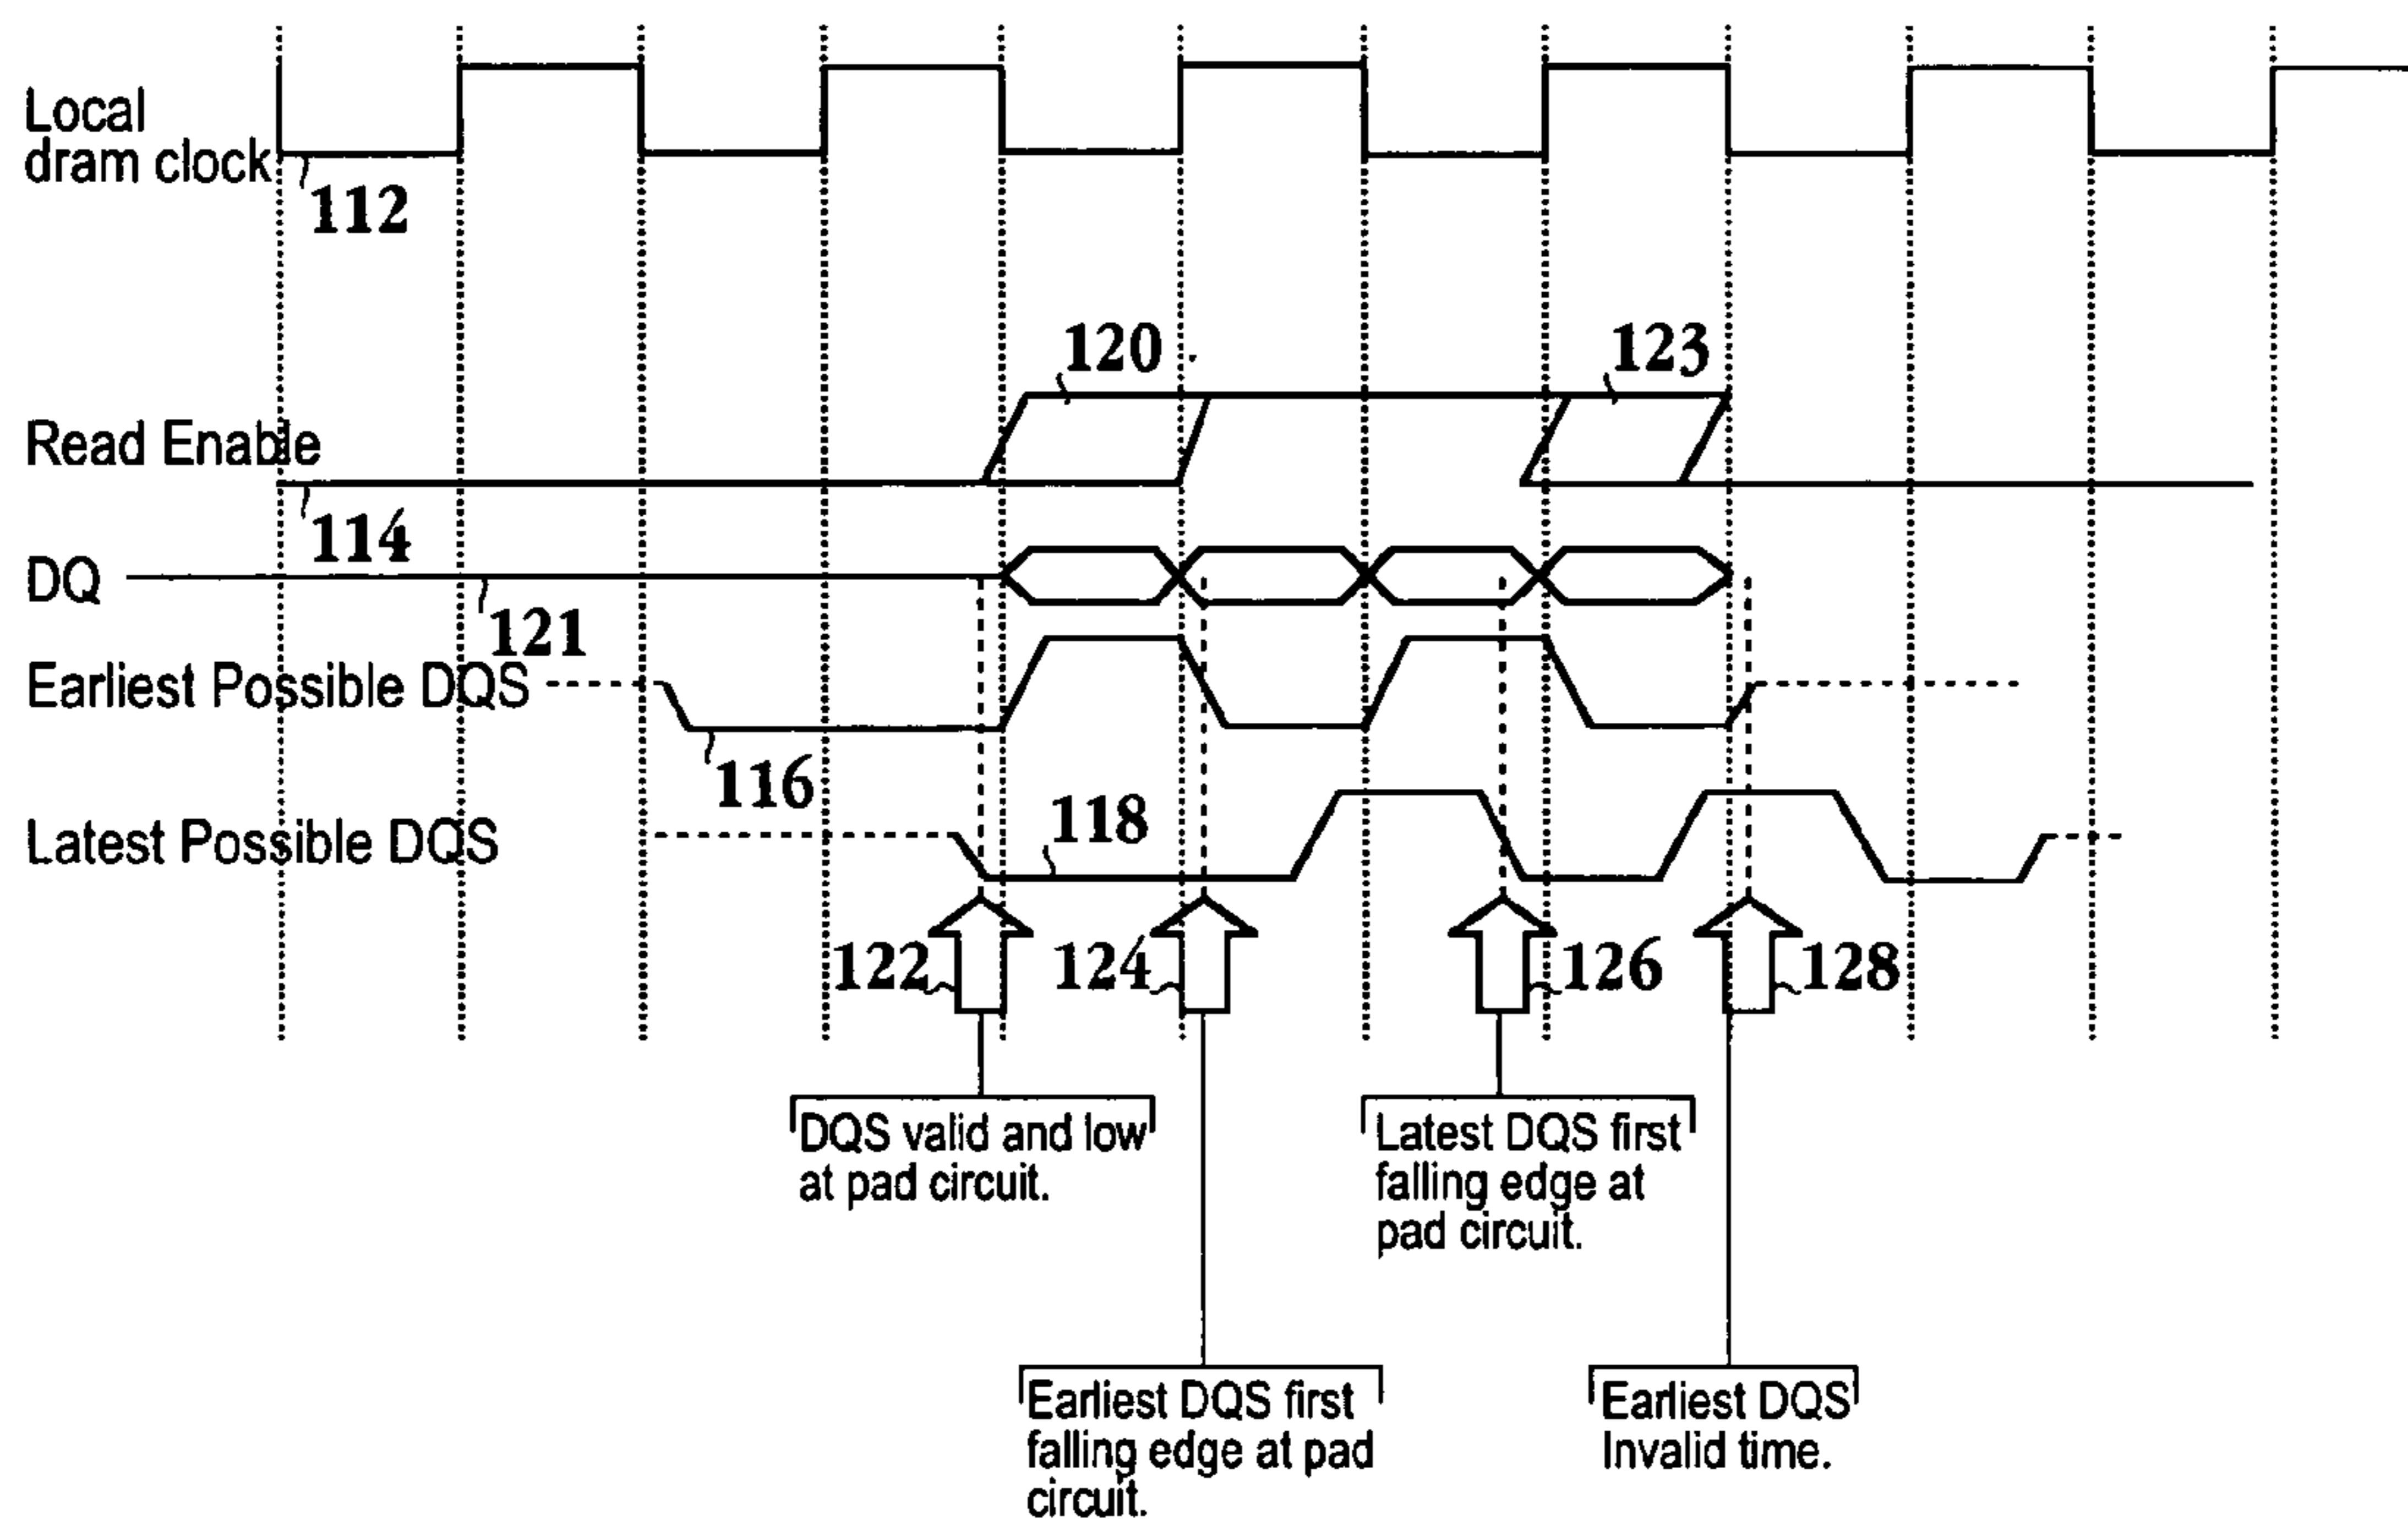 Local
dram clock
112
120
123
Read Enable
114
DQ
121
Earliest Possible DQS
116
118
Latest Possible DQS
122
124
126
128
DQS valid and low
at pad circuit.
Latest DQS first
falling edge at
pad circuit.
Earliest DQS first
falling edge at pad
circuit.
Earliest DQS
Invalid time.